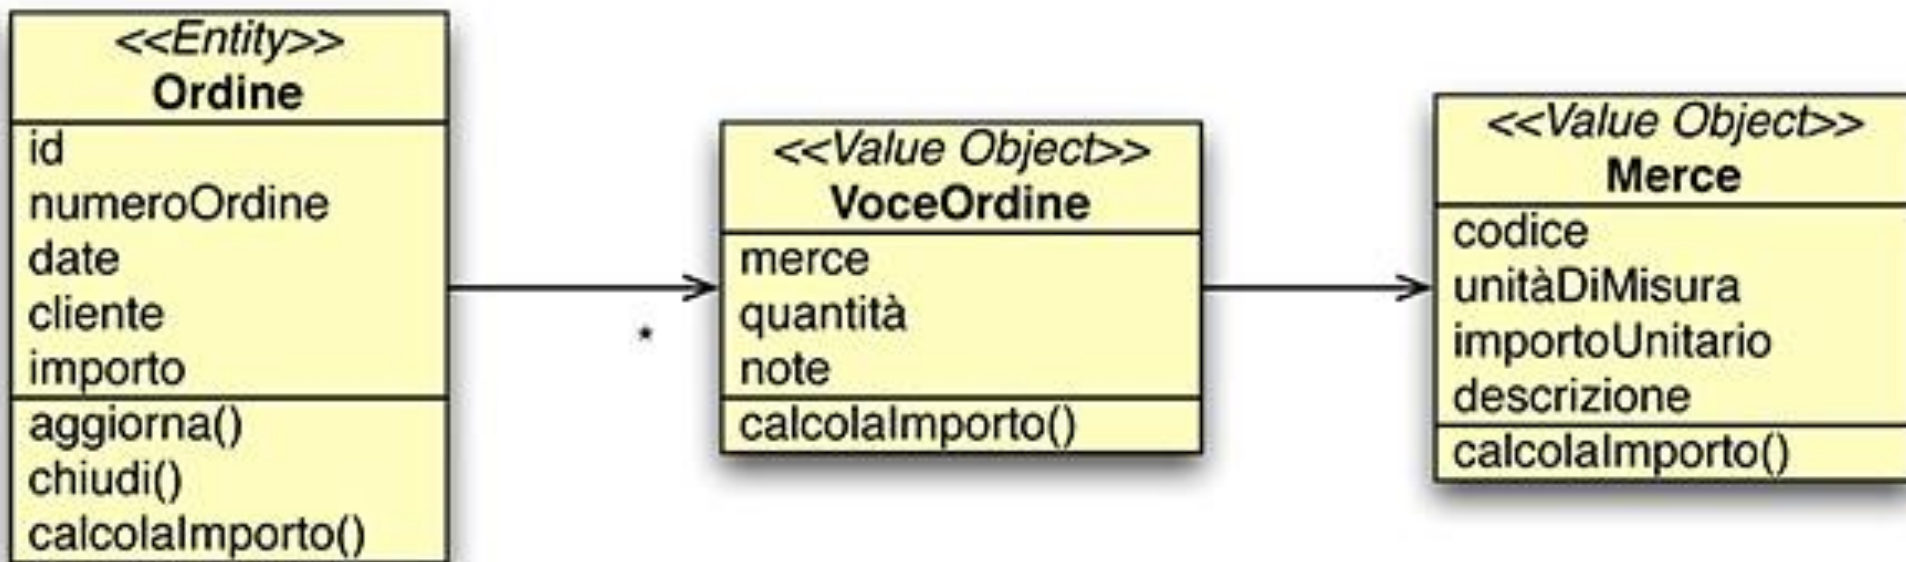 <<Entity>>
Ordine
id
numeroOrdine
date
cliente
importo
aggiorna()
chiudi()
calcolaImporto()
*
<<Value Object>>
VoceOrdine
merce
quantità
note
calcolaImporto()
<<Value Object>>
Merce
codice
unitàDiMisura
importoUnitario
descrizione
calcolaImporto()